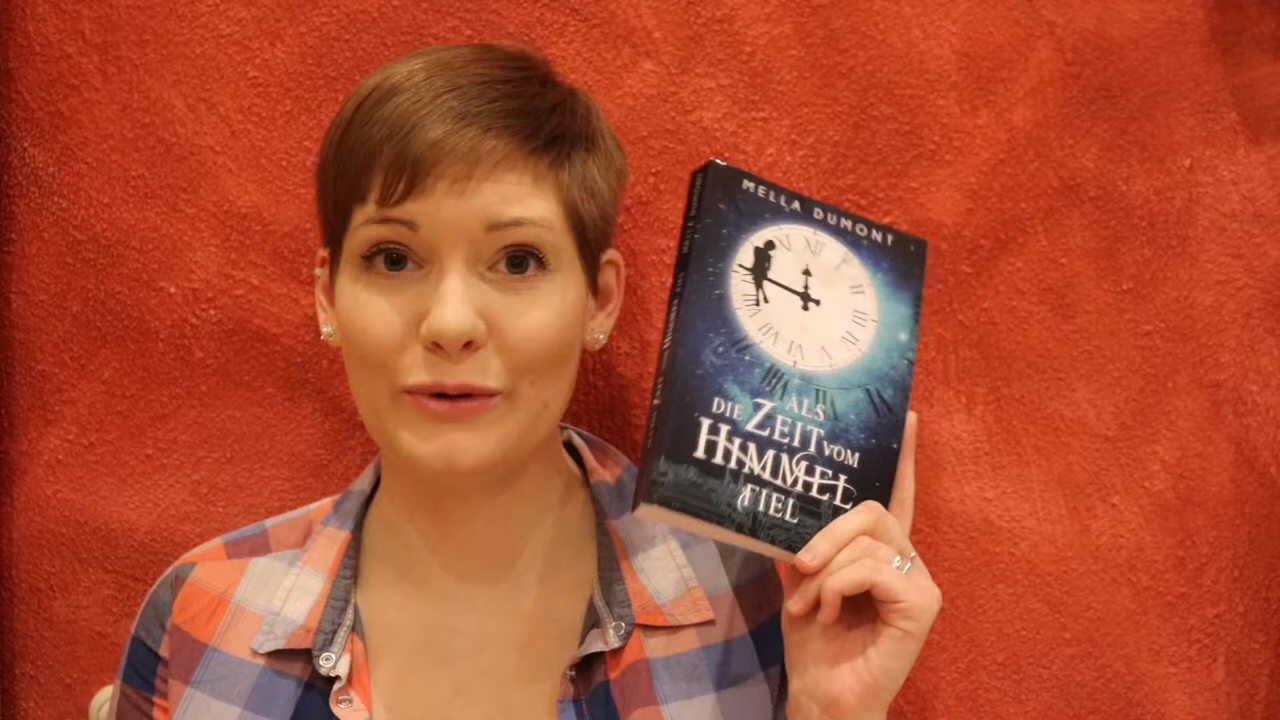 MELLA DUMONT
ALS
DIE ZEIT VOM
HIMMEL
FIEL